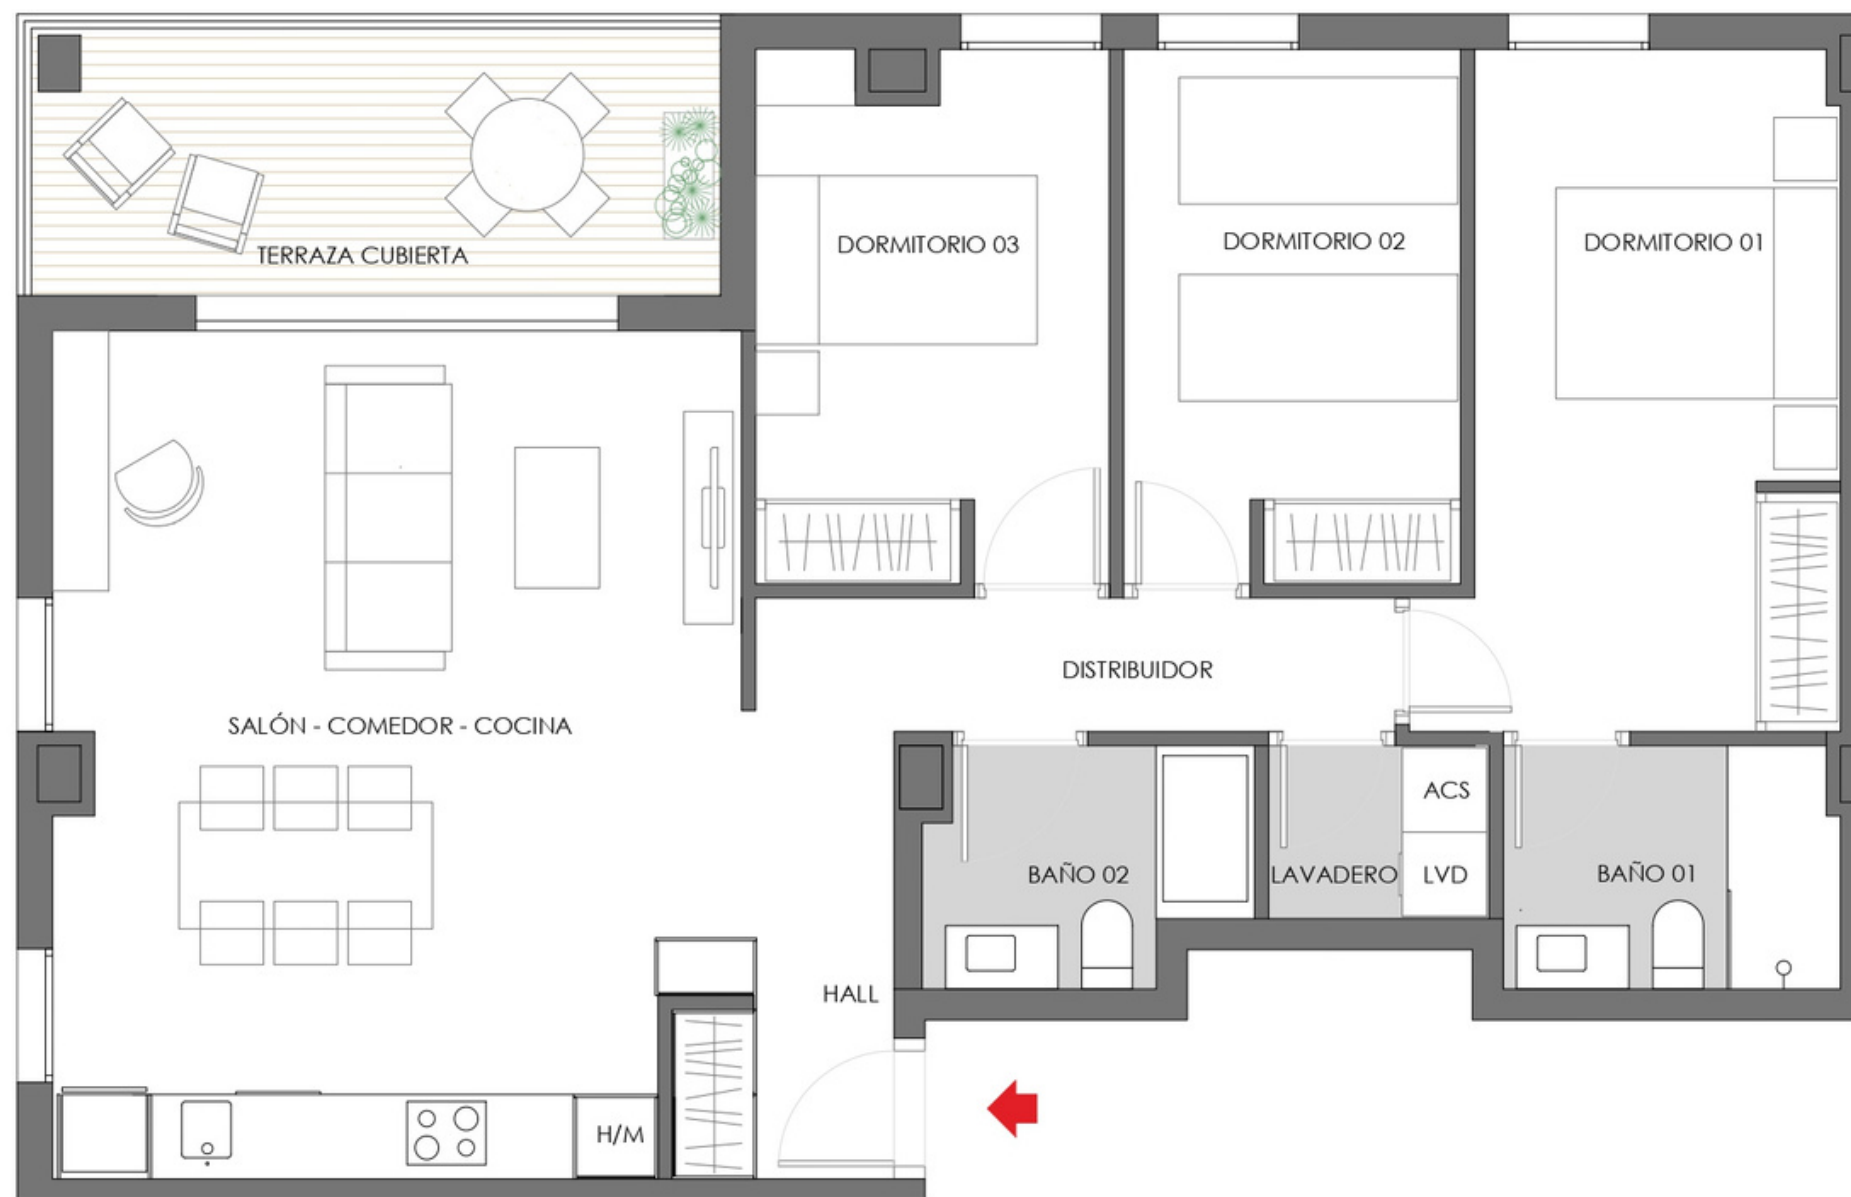 TERRAZA CUBIERTA
DORMITORIO 03
DORMITORIO 02
DORMITORIO 01
DISTRIBUIDOR
SALÓN - COMEDOR - COCINA
ACS
BAÑO 02
LAVADERO
LVD
BAÑO 01
HALL
H/M